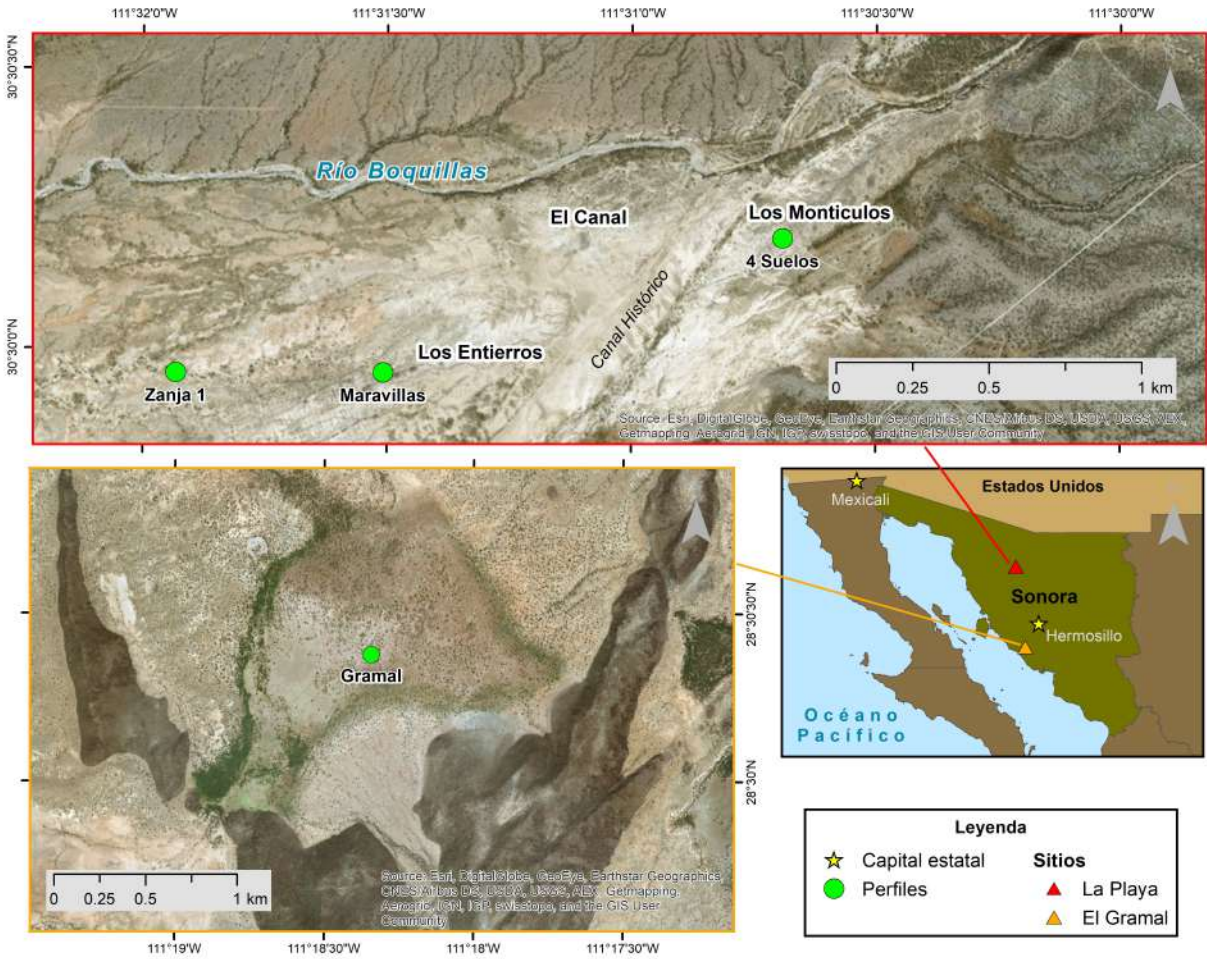 111°32'0"W 111°31'30"W 111°31'0"W 111°30'30"W 111°30'0"W
30°30'30"N
30°30'0"N
Río Boquillas
El Canal
Los Monticulos
4 Suelos
Canal Histórico
Los Entierros
Zanja 1
Maravillas
0 0.25 0.5 1 km
Source: Esri, DigitalGlobe, GeoEye, Earthstar Geographics, CNES/Airbus DS, USDA, USGS, AEX,
Getmapping, Aerogrid, IGN, IGP, swisstopo, and the GIS User Community
Gramal
28°30'30"N
28°30'N
0 0.25 0.5 1 km
Source: Esri, DigitalGlobe, GeoEye, Earthstar Geographics,
CNES/Airbus DS, USDA, USGS, AEX, Getmapping,
Aerogrid, IGN, IGP, swisstopo, and the GIS User
Community
111°19'W 111°18'30"W 111°18'W 111°17'30"W
Estados Unidos
Mexicali
Sonora
Hermosillo
Océano
Pacífico
Leyenda
Capital estatal
Perfiles
Sitios
La Playa
El Gramal